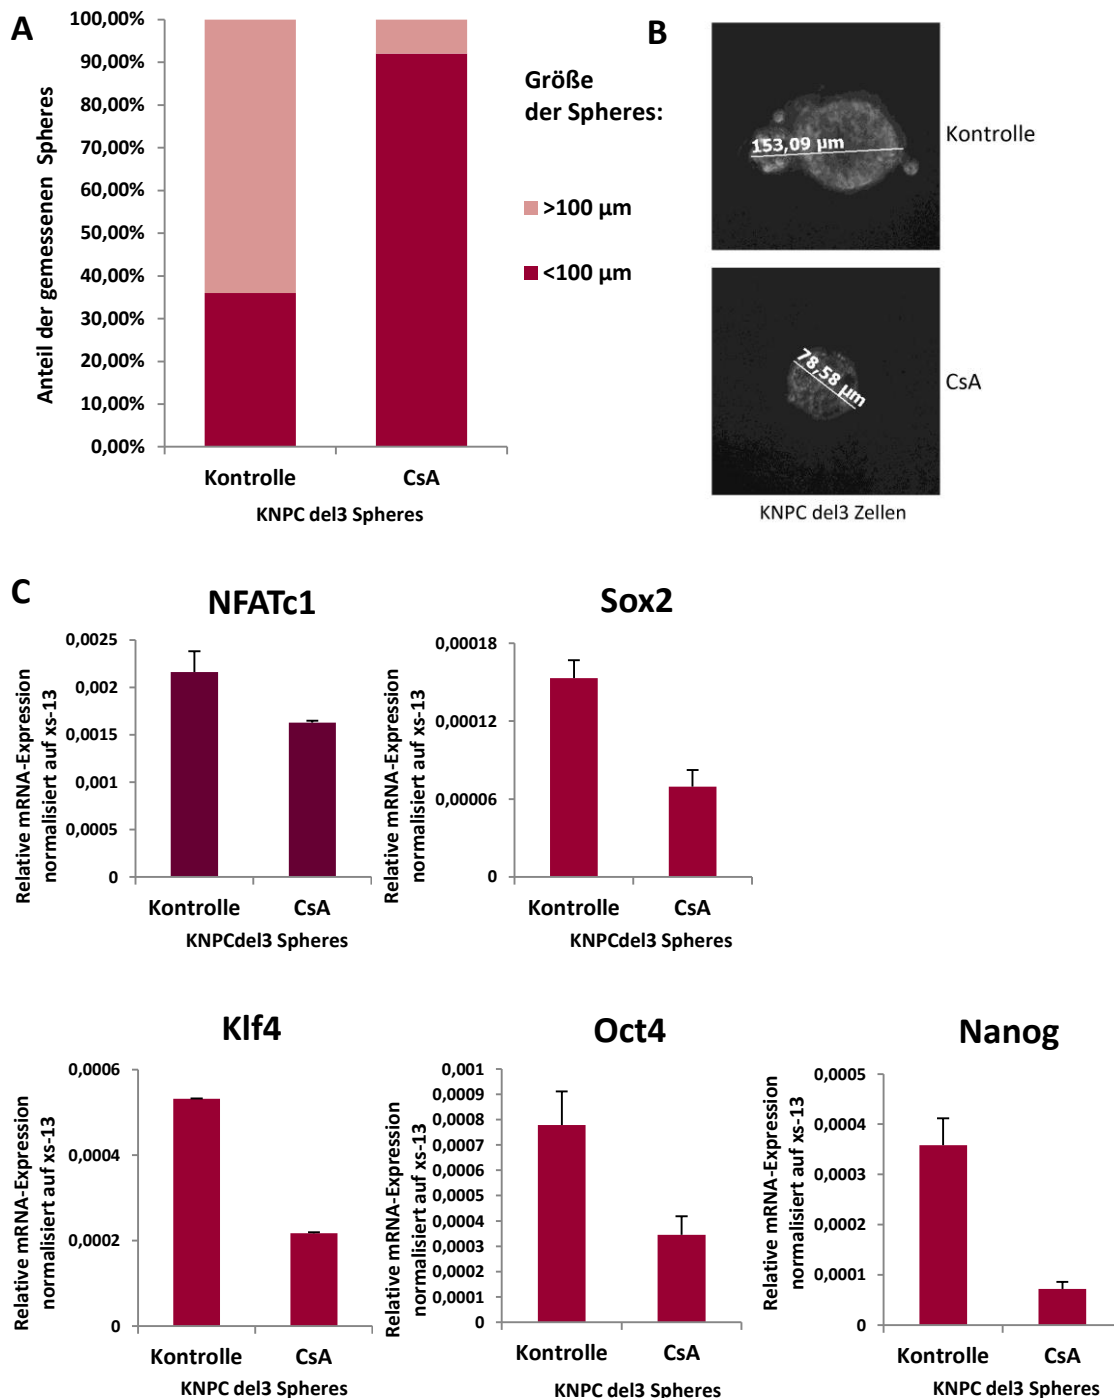 A
100,00%
90,00%
80,00%
70,00%
60,00%
50,00%
40,00%
30,00%
20,00%
10,00%
0,00%
Anteil der gemessenen Spheres
Kontrolle
CsA
KNPC del3 Spheres
Größe
der Spheres:
>100 µm
<100 µm
B
153,09 µm
Kontrolle
78,58 µm
CsA
KNPC del3 Zellen
C
NFATc1
Relative mRNA-Expression
normalisiert auf xs-13
0,0025
0,002
0,0015
0,001
0,0005
0
Kontrolle
CsA
KNPCdel3 Spheres
Sox2
Relative mRNA-Expression
normalisiert auf xs-13
0,00018
0,00012
0,00006
0
Kontrolle
CsA
KNPCdel3 Spheres
Klf4
Relative mRNA-Expression
normalisiert auf xs-13
0,0006
0,0004
0,0002
0
Kontrolle
CsA
KNPC del3 Spheres
Oct4
Relative mRNA-Expression
normalisiert auf xs-13
0,001
0,0009
0,0008
0,0007
0,0006
0,0005
0,0004
0,0003
0,0002
0,0001
0
Kontrolle
CsA
KNPC del3 Spheres
Nanog
Relative mRNA-Expression
normalisiert auf xs-13
0,0005
0,0004
0,0003
0,0002
0,0001
0
Kontrolle
CsA
KNPC del3 Spheres